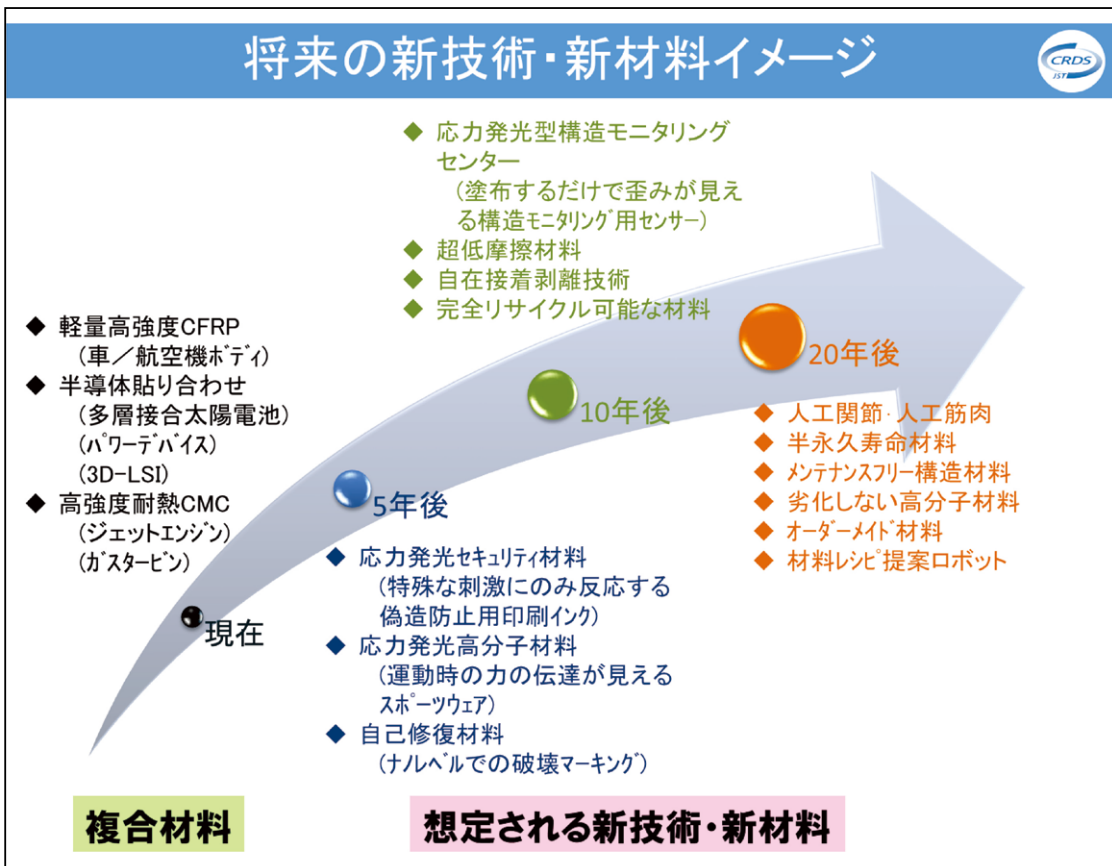 将来の新技術・新材料イメージ
CRDS
JST
◆ 応力発光型構造モニタリング
センター
(塗布するだけで歪みが見え
る構造モニタリング用センサー)
◆ 超低摩擦材料
◆ 自在接着剥離技術
◆ 完全リサイクル可能な材料
◆ 軽量高強度CFRP
(車／航空機ボディ)
◆ 半導体貼り合わせ
(多層接合太陽電池)
(パワーデバイス)
(3D-LSI)
◆ 高強度耐熱CMC
(ジェットエンジン)
(ガスタービン)
20年後
10年後
5年後
現在
◆ 人工関節・人工筋肉
◆ 半永久寿命材料
◆ メンテナンスフリー構造材料
◆ 劣化しない高分子材料
◆ オーダーメイド材料
◆ 材料レシピ提案ロボット
◆ 応力発光セキュリティ材料
(特殊な刺激にのみ反応する
偽造防止用印刷インク)
◆ 応力発光高分子材料
(運動時の力の伝達が見える
スポーツウェア)
◆ 自己修復材料
(ナノレベルでの破壊マーキング)
複合材料
想定される新技術・新材料